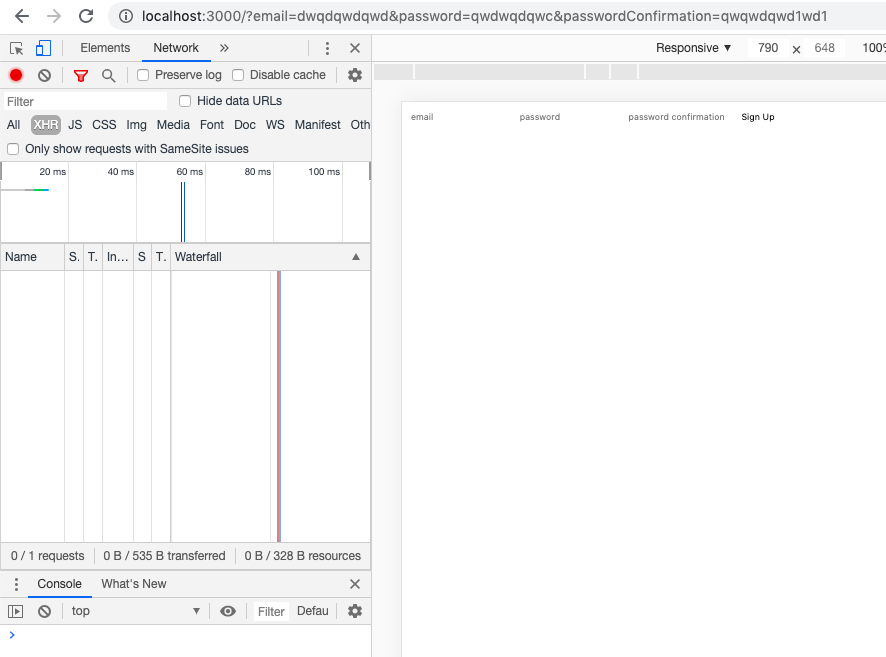 localhost:3000/?email=dwqdqwdqwd&password=qwdwqdqwc&passwordConfirmation=qwqwdqwd1wd1
Elements Network »
Responsive ▼ 790 × 648 100%
Preserve log Disable cache
Filter Hide data URLs
All XHR JS CSS Img Media Font Doc WS Manifest Oth
email password password confirmation Sign Up
Only show requests with SameSite issues
20 ms 40 ms 60 ms 80 ms 100 ms
Name S. T. In... S T. Waterfall ▲
0 / 1 requests 0 B / 535 B transferred 0 B / 328 B resources
Console What's New
top ▼ Filter Defau